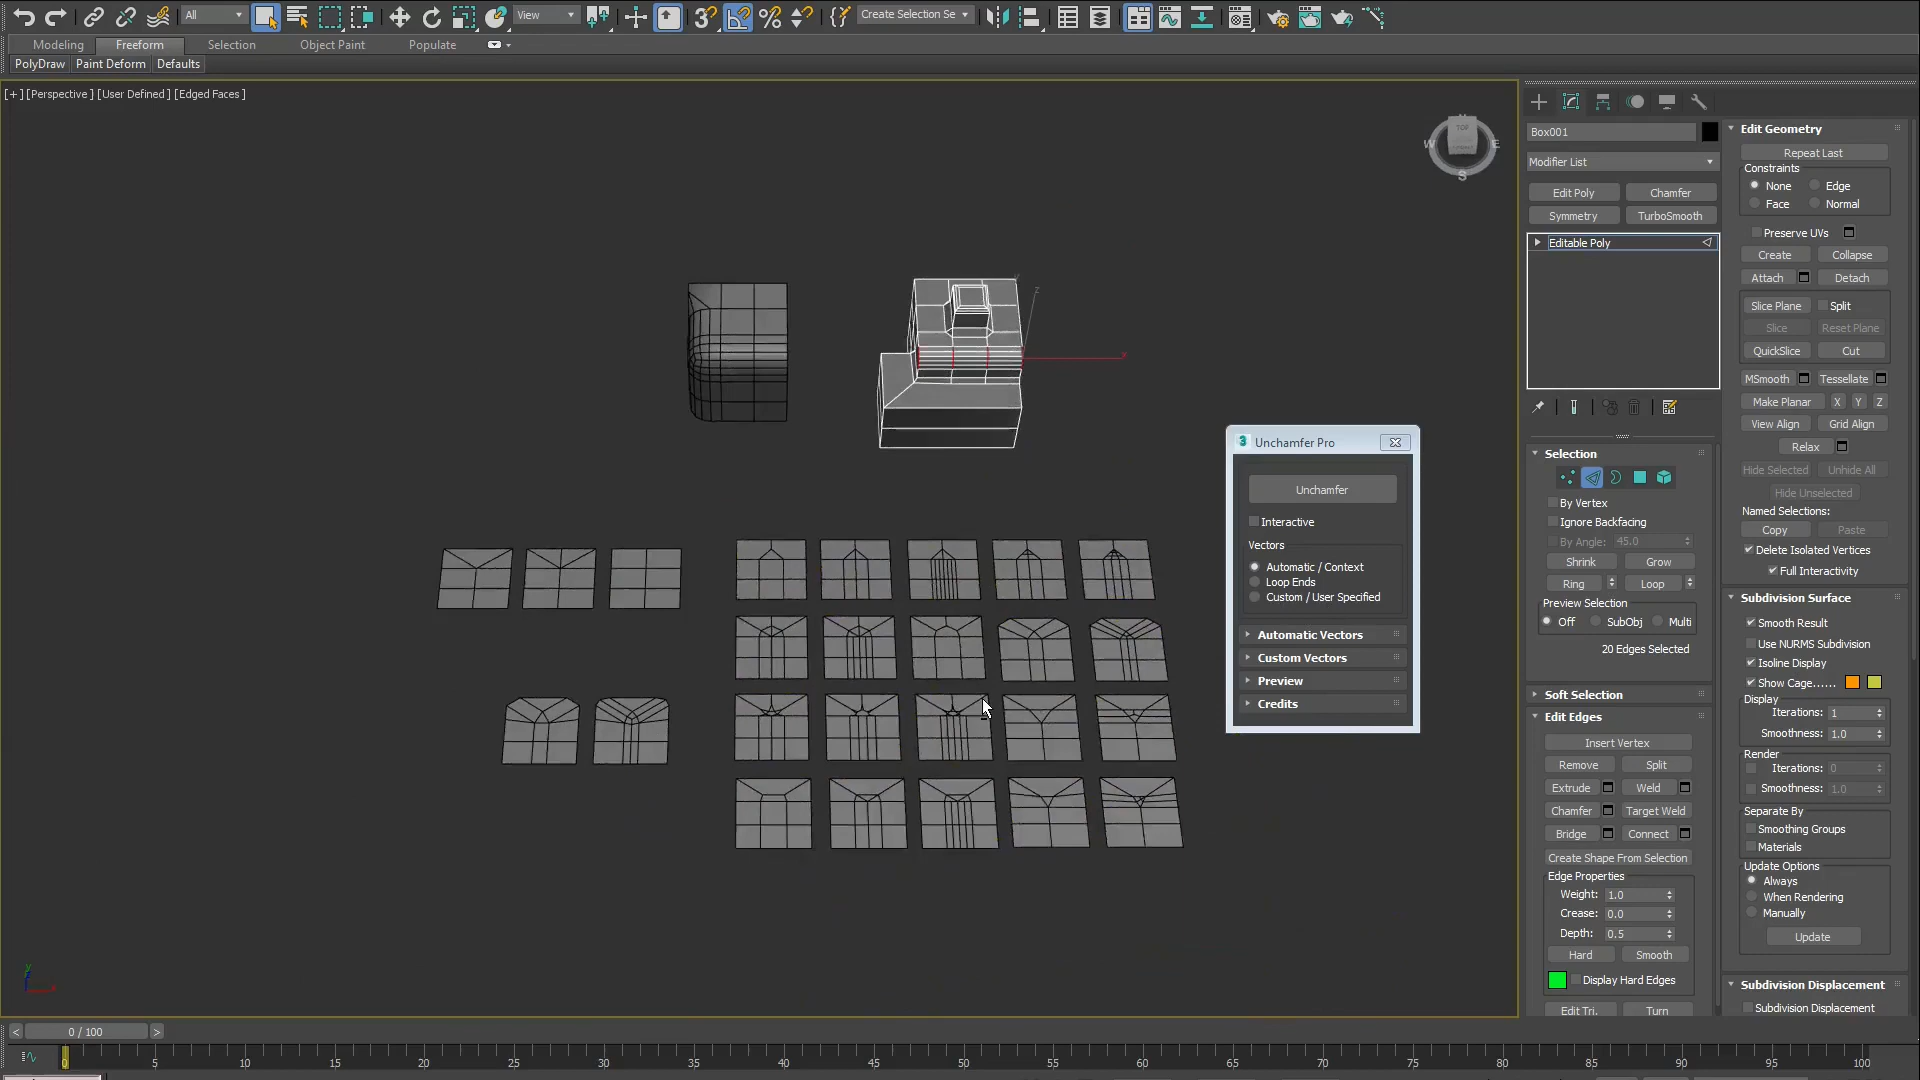 All
View
3
Create Selection Se
Modeling
Freeform
Selection
Object Paint
Populate
PolyDraw
Paint Deform
Defaults
[+] [Perspective ] [User Defined ] [Edged Faces ]
TOP
W
E
S
Box001
Modifier List
Edit Poly
Chamfer
Symmetry
TurboSmooth
Editable Poly
Selection
By Vertex
Ignore Backfacing
By Angle: 45.0
Shrink
Grow
Ring
Loop
Preview Selection
Off
SubObj
Multi
20 Edges Selected
Soft Selection
Edit Edges
Insert Vertex
Remove
Split
Extrude
Weld
Chamfer
Target Weld
Bridge
Connect
Create Shape From Selection
Edge Properties
Weight: 1.0
Crease: 0.0
Depth: 0.5
Hard
Smooth
Display Hard Edges
Edit Tri.
Turn
Edit Geometry
Repeat Last
Constraints
None
Edge
Face
Normal
Preserve UVs
Create
Collapse
Attach
Detach
Slice Plane
Split
Slice
Reset Plane
QuickSlice
Cut
MSmooth
Tessellate
Make Planar
X
Y
Z
View Align
Grid Align
Relax
Hide Selected
Unhide All
Hide Unselected
Named Selections:
Copy
Paste
Delete Isolated Vertices
Full Interactivity
Subdivision Surface
Smooth Result
Use NURMS Subdivision
Isoline Display
Show Cage......
Display
Iterations: 1
Smoothness: 1.0
Render
Iterations: 0
Smoothness: 1.0
Separate By
Smoothing Groups
Materials
Update Options
Always
When Rendering
Manually
Update
Subdivision Displacement
Subdivision Displacement
3 Unchamfer Pro
Unchamfer
Interactive
Vectors
Automatic / Context
Loop Ends
Custom / User Specified
Automatic Vectors
Custom Vectors
Preview
Credits
z
x
y
x
< 0 / 100 >
0 5 10 15 20 25 30 35 40 45 50 55 60 65 70 75 80 85 90 95 100